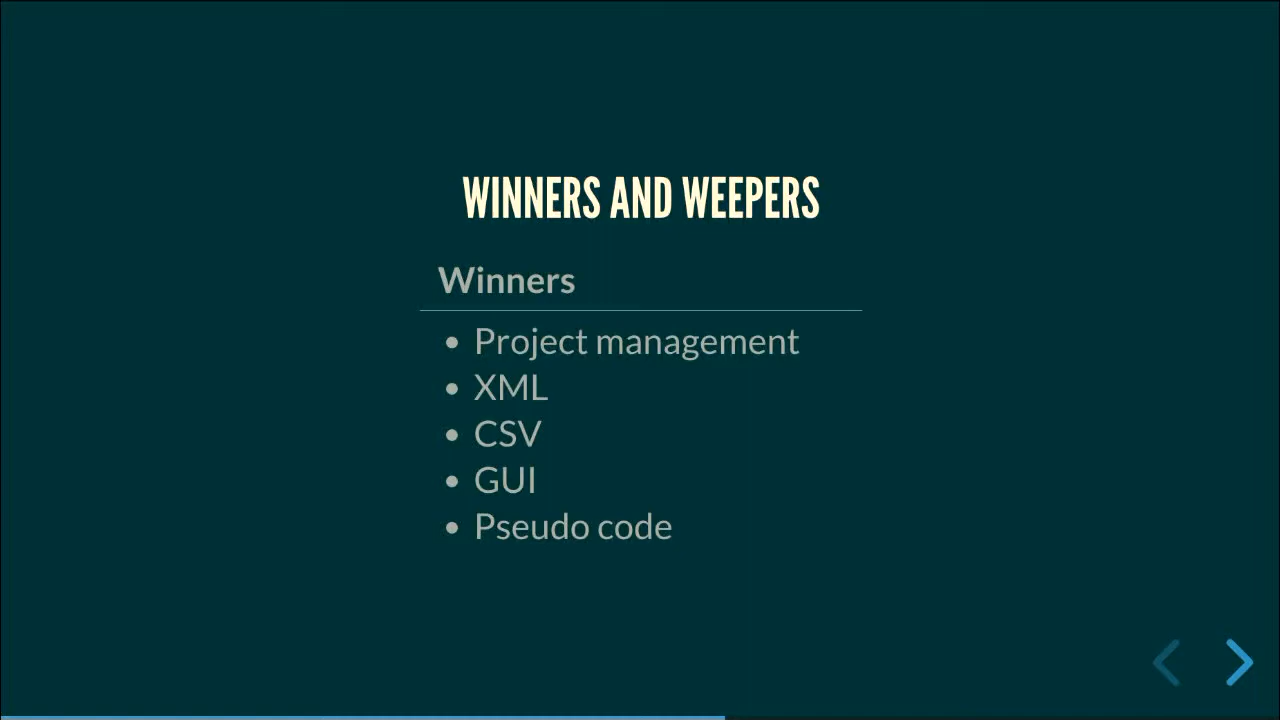 WINNERS AND WEEPERS
Winners
• Project management
• XML
• CSV
• GUI
• Pseudo code